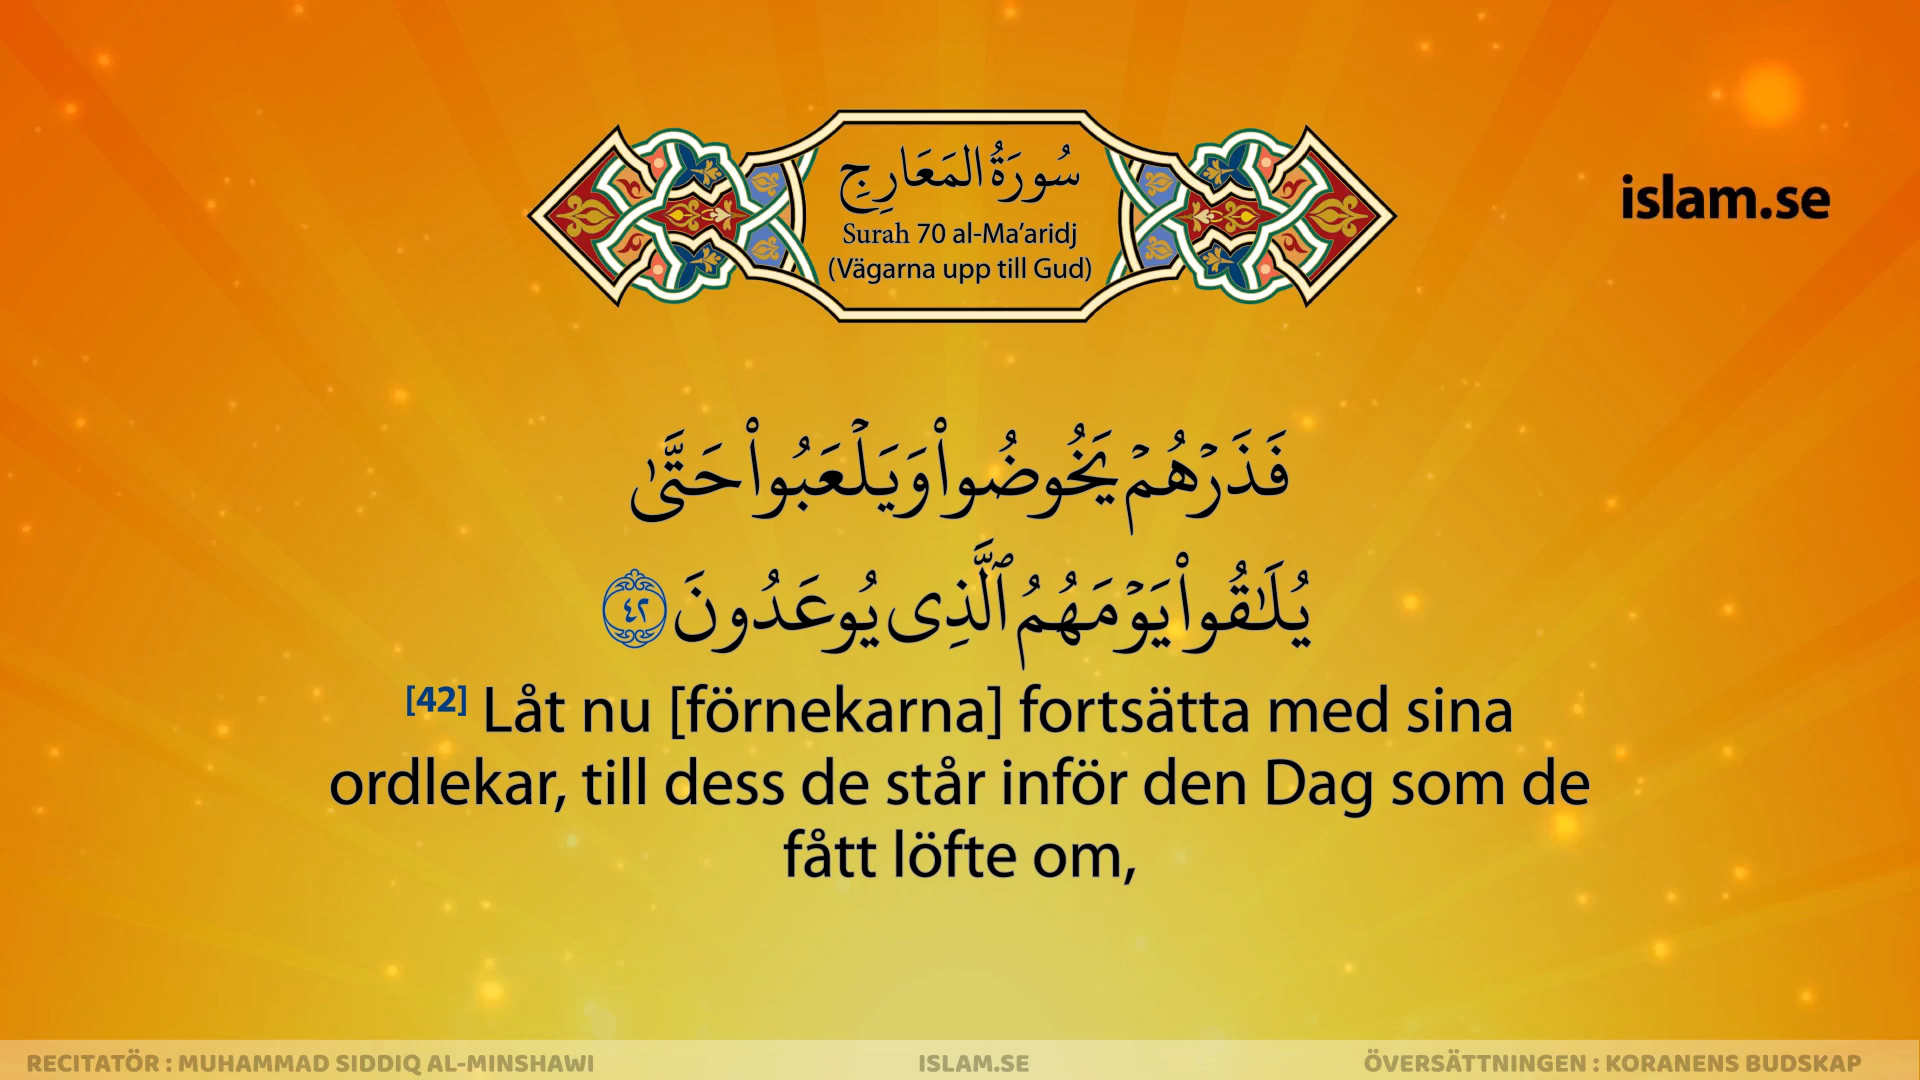 سُورَةُ المَعَارِجِ
Surah 70 al-Ma’aridj
(Vägarna upp till Gud)
islam.se
فَذَرۡهُمۡ يَخُوضُواْ وَيَلۡعَبُواْ حَتَّىٰ
يُلَٰقُواْ يَوۡمَهُمُ ٱلَّذِى يُوعَدُونَ ٤٢
[42] Låt nu [förnekarna] fortsätta med sina
ordlekar, till dess de står inför den Dag som de
fått löfte om,
RECITATÖR : MUHAMMAD SIDDIQ AL-MINSHAWI
ISLAM.SE
ÖVERSÄTTNINGEN : KORANENS BUDSKAP